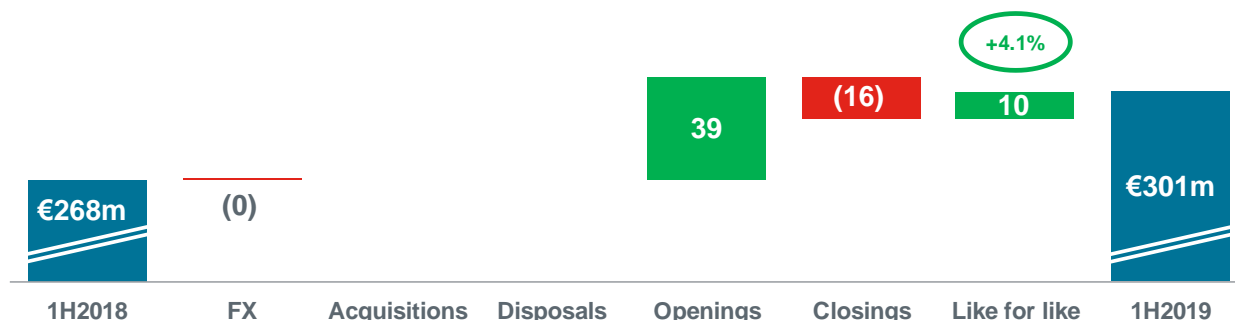 +4.1%
39
(16)
10
€268m
(0)
€301m
1H2018 FX Acquisitions Disposals Openings Closings Like for like 1H2019